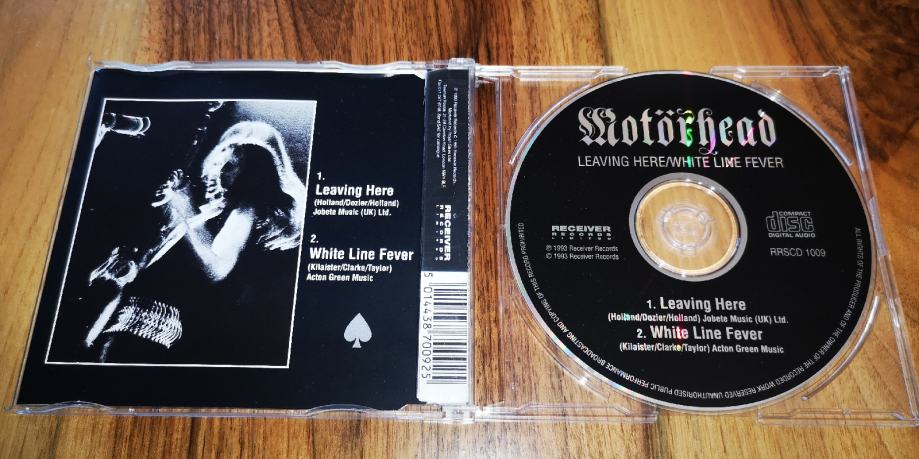 1.
Leaving Here
(Holland/Dozier/Holland)
Jobete Music (UK) Ltd.
2.
White Line Fever
(Kilaister/Clarke/Taylor)
Acton Green Music
RECEIVER
RECORDS
5 014438 700925
Motörhead
LEAVING HERE/WHITE LINE FEVER
RECEIVER
RECORDS
℗ 1993 Receiver Records
© 1993 Receiver Records
COMPACT
disc
DIGITAL AUDIO
RRSCD 1009
1. Leaving Here
(Holland/Dozier/Holland) Jobete Music (UK) Ltd.
2. White Line Fever
(Kilaister/Clarke/Taylor) Acton Green Music
ALL RIGHTS OF THE PRODUCER AND OF THE OWNER OF THE RECORDED WORK RESERVED UNAUTHORISED PUBLIC PERFORMANCE BROADCASTING AND COPYING OF THIS RECORD PROHIBITED